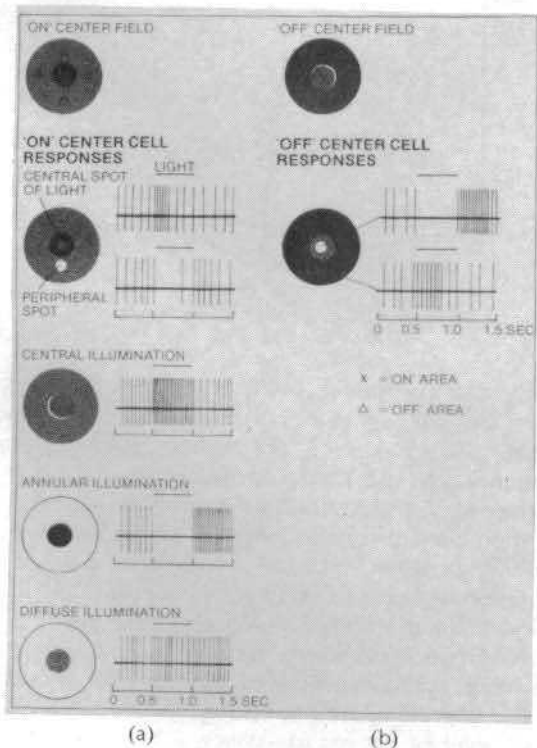 'ON' CENTER FIELD
'ON' CENTER CELL
RESPONSES
CENTRAL SPOT
OF LIGHT
LIGHT
PERIPHERAL
SPOT
CENTRAL ILLUMINATION
ANNULAR ILLUMINATION
DIFFUSE ILLUMINATION
0 0.5 1.0 1.5 SEC
(a)
'OFF' CENTER FIELD
'OFF' CENTER CELL
RESPONSES
0 0.5 1.0 1.5 SEC
x = 'ON' AREA
△ = 'OFF' AREA
(b)